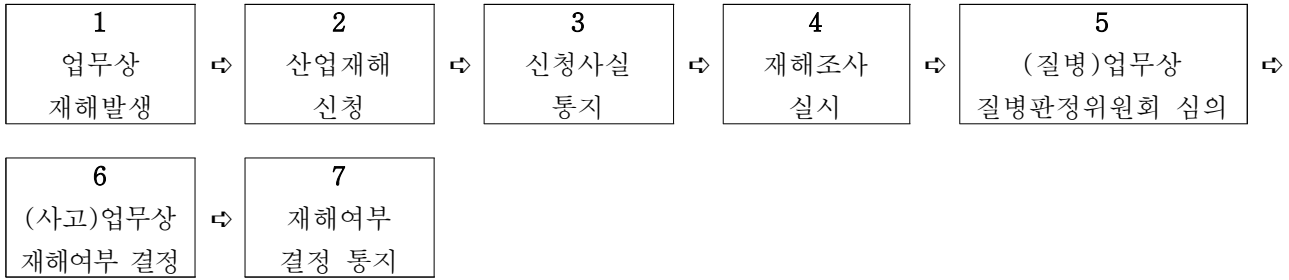 1
업무상
재해발생
➪
2
산업재해
신청
➪
3
신청사실
통지
➪
4
재해조사
실시
➪
5
(질병)업무상
질병판정위원회 심의
➪
6
(사고)업무상
재해여부 결정
➪
7
재해여부
결정 통지